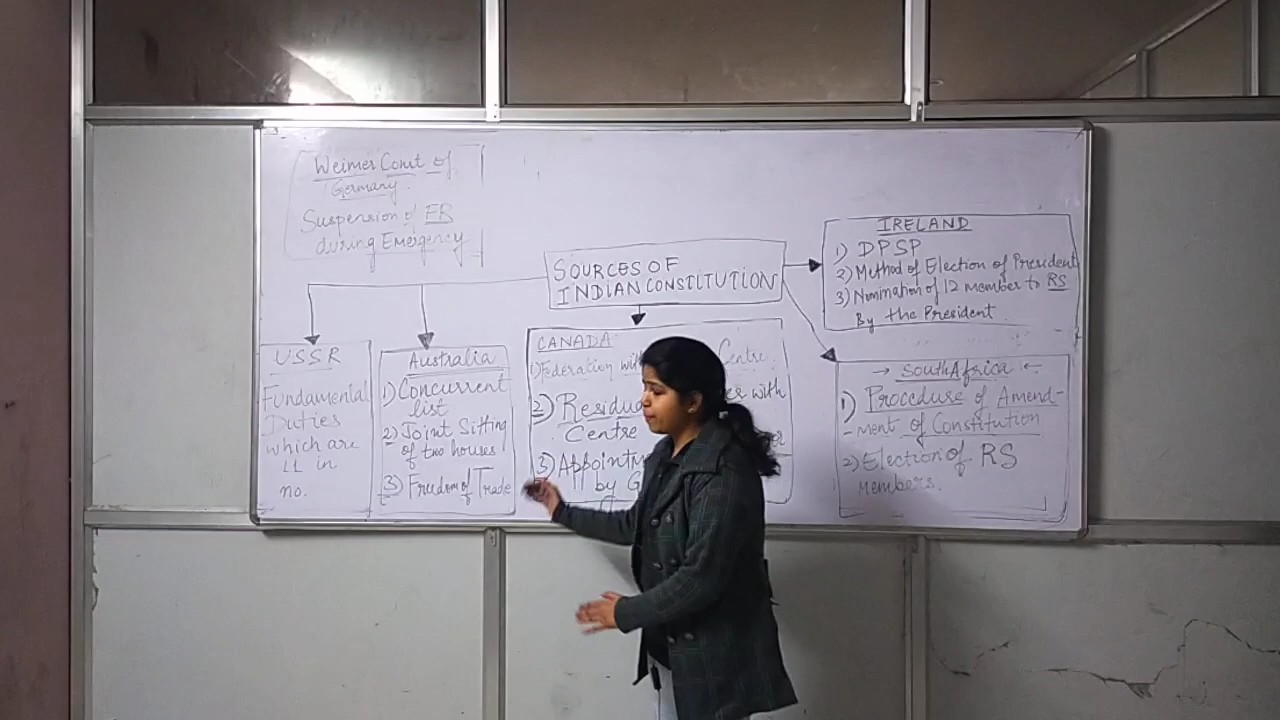 Weimer Const of
Germany.
Suspension of FR
during Emergency
SOURCES OF
INDIAN CONSTITUTION
USSR
Fundamental
Duties
which are
11 in
no.
Australia
1) Concurrent
list
2) Joint Sitting
of two houses
3) Freedom of Trade
CANADA
1) Federation Centre.
2) with
Centre
3)
by
IRELAND
1) DPSP
2) Method of Election of President
3) Nomination of 12 member to RS
By the President.
South Africa
1) Procedure of Amend-
-ment of Constitution
2) Election of RS
Members.